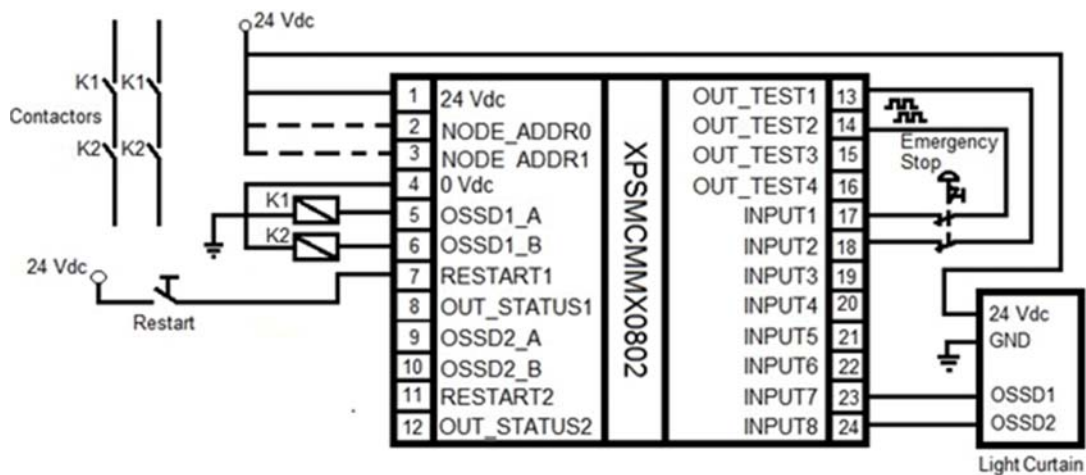 24 Vdc
K1 K1
Contactors
K2 K2
K1
K2
24 Vdc
Restart
1 24 Vdc
2 NODE_ADDR0
3 NODE ADDR1
4 0 Vdc
5 OSSD1_A
6 OSSD1_B
7 RESTART1
8 OUT_STATUS1
9 OSSD2_A
10 OSSD2_B
11 RESTART2
12 OUT_STATUS2
XPSMCMMX0802
OUT_TEST1 13
OUT_TEST2 14
OUT_TEST3 15
OUT_TEST4 16
INPUT1 17
INPUT2 18
INPUT3 19
INPUT4 20
INPUT5 21
INPUT6 22
INPUT7 23
INPUT8 24
Emergency
Stop
24 Vdc
GND
OSSD1
OSSD2
Light Curtain